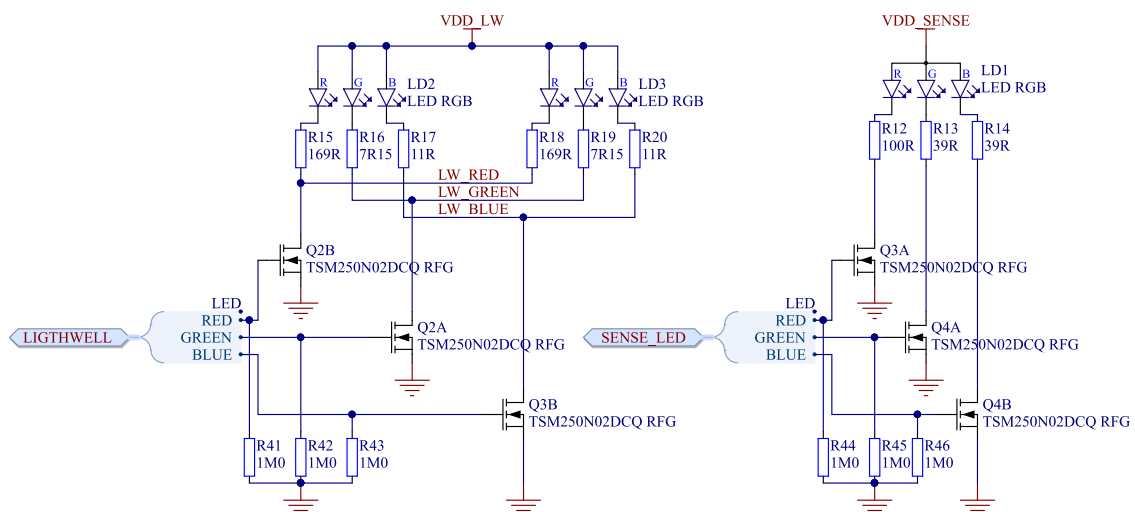 VDD_LW
VDD_SENSE
R G B LD2
LED RGB
R G B LD3
LED RGB
R G B LD1
LED RGB
R15
169R
R16
7R15
R17
11R
R18
169R
R19
7R15
R20
11R
R12
100R
R13
39R
R14
39R
LW_RED
LW_GREEN
LW_BLUE
Q2B
TSM250N02DCQ RFG
Q3A
TSM250N02DCQ RFG
LIGTHWELL
LED
RED
GREEN
BLUE
Q2A
TSM250N02DCQ RFG
SENSE_LED
LED
RED
GREEN
BLUE
Q4A
TSM250N02DCQ RFG
Q3B
TSM250N02DCQ RFG
Q4B
TSM250N02DCQ RFG
R41
1M0
R42
1M0
R43
1M0
R44
1M0
R45
1M0
R46
1M0